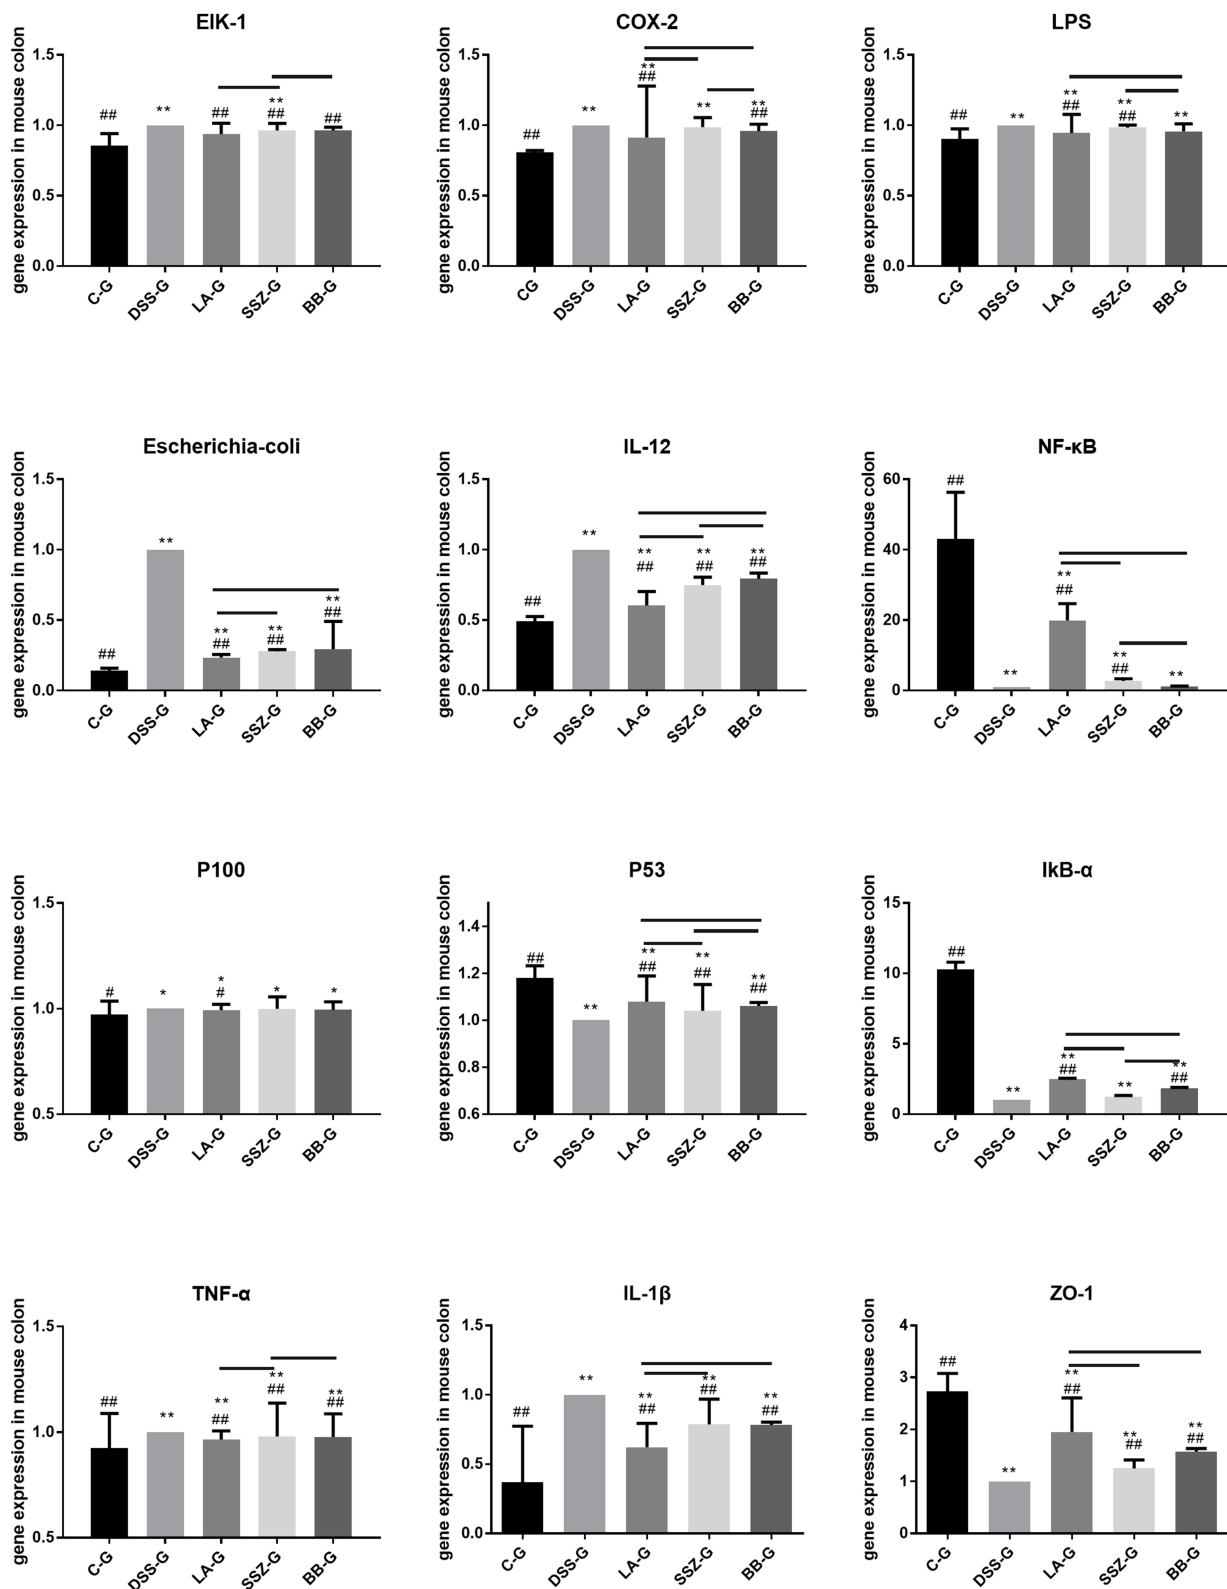 EIK-1
gene expression in mouse colon
1.5
1.0
0.5
0.0
##
**
##
**
##
##
C-G
DSS-G
LA-G
SSZ-G
BB-G
COX-2
gene expression in mouse colon
1.5
1.0
0.5
0.0
##
**
**
##
**
**
##
CG
DSS-G
LA-G
SSZ-G
BB-G
LPS
gene expression in mouse colon
1.5
1.0
0.5
0.0
##
**
**
##
**
##
**
C-G
DSS-G
LA-G
SSZ-G
BB-G
Escherichia-coli
gene expression in mouse colon
1.5
1.0
0.5
0.0
##
**
**
##
**
##
**
##
C-G
DSS-G
LA-G
SSZ-G
BB-G
IL-12
gene expression in mouse colon
1.5
1.0
0.5
0.0
##
**
**
##
**
##
**
##
C-G
DSS-G
LA-G
SSZ-G
BB-G
NF-κB
gene expression in mouse colon
60
40
20
0
##
**
**
##
**
##
**
C-G
DSS-G
LA-G
SSZ-G
BB-G
P100
gene expression in mouse colon
1.5
1.0
0.5
#
*
*
#
*
*
C-G
DSS-G
LA-G
SSZ-G
BB-G
P53
gene expression in mouse colon
1.4
1.2
1.0
0.8
0.6
##
**
**
##
**
##
**
##
C-G
DSS-G
LA-G
SSZ-G
BB-G
IkB-α
gene expression in mouse colon
15
10
5
0
##
**
**
##
**
**
##
C-G
DSS-G
LA-G
SSZ-G
BB-G
TNF-α
gene expression in mouse colon
1.5
1.0
0.5
##
**
**
##
**
##
**
##
C-G
DSS-G
LA-G
SSZ-G
BB-G
IL-1β
gene expression in mouse colon
1.5
1.0
0.5
0.0
##
**
**
##
**
##
**
##
C-G
DSS-G
LA-G
SSZ-G
BB-G
ZO-1
gene expression in mouse colon
4
3
2
1
0
##
**
**
##
**
##
**
##
C-G
DSS-G
LA-G
SSZ-G
BB-G